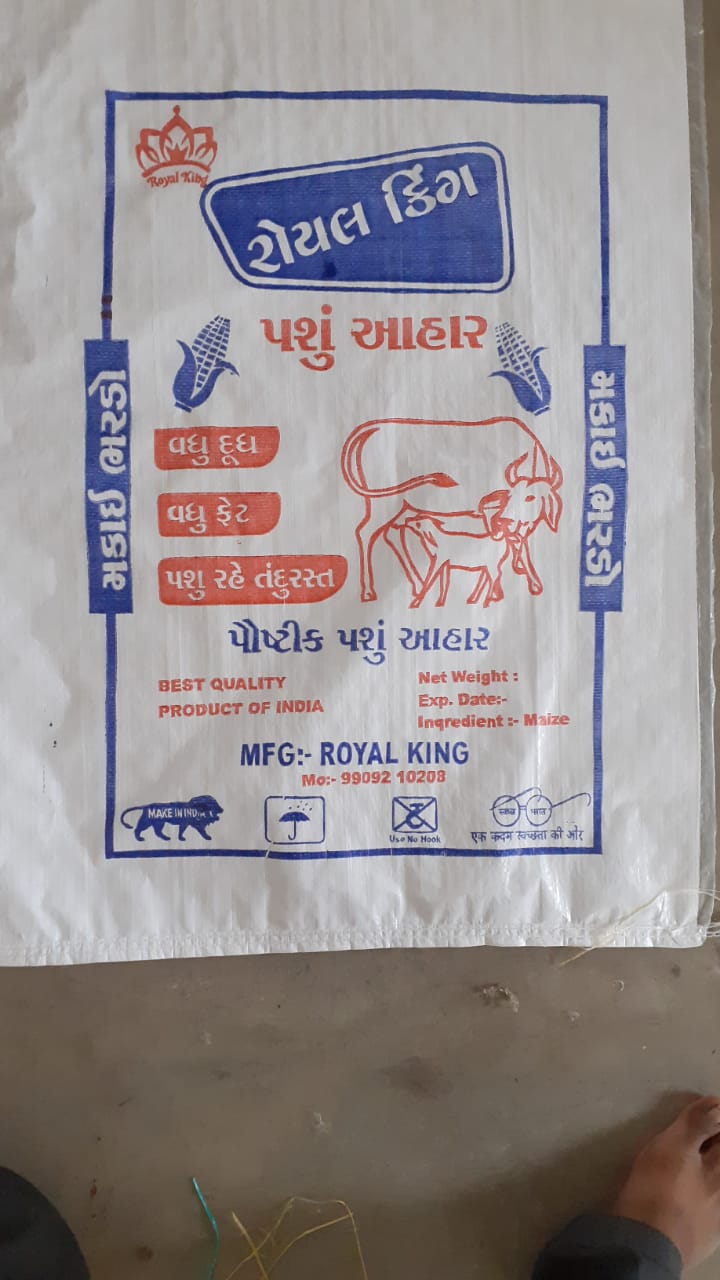 Royal King
રોયલ કિંગ
પશું આહાર
મકાઈ ભરડો
મકાઈ ભરડો
વધુ દૂધ
વધુ ફેટ
પશુ રહે તંદુરસ્ત
પૌષ્ટીક પશું આહાર
BEST QUALITY
PRODUCT OF INDIA
Net Weight :
Exp. Date:-
Inqredient :- Maize
MFG:- ROYAL KING
Mo:- 99092 10208
MAKE IN INDIA
Use No Hook
स्वच्छ भारत
एक कदम स्वच्छता की ओर